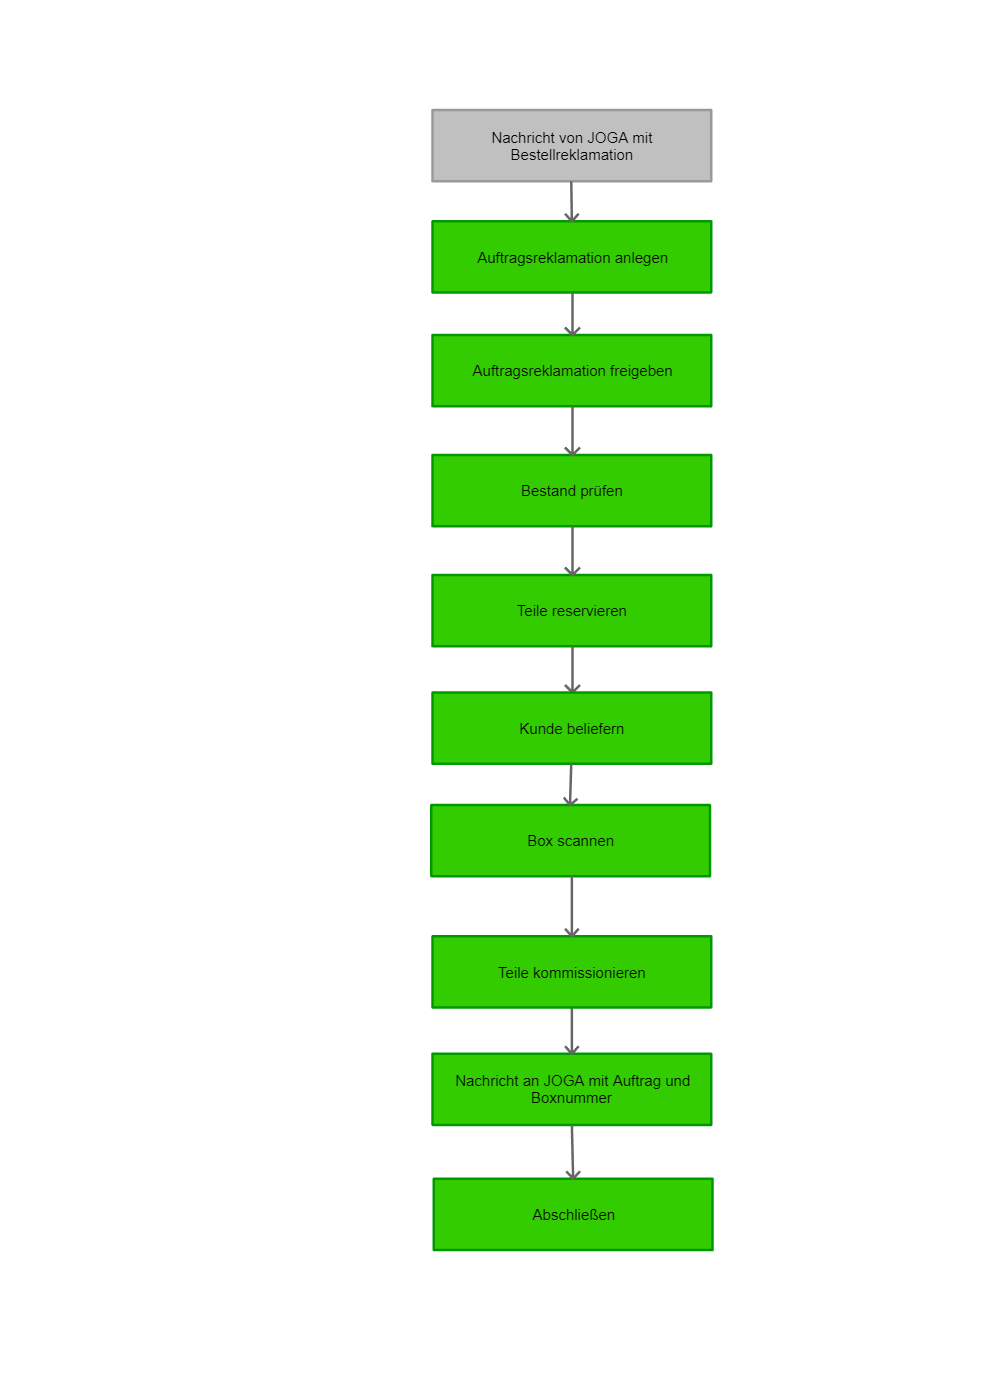 Nachricht von JOGA mit
Bestellreklamation
Auftragsreklamation anlegen
Auftragsreklamation freigeben
Bestand prüfen
Teile reservieren
Kunde beliefern
Box scannen
Teile kommissionieren
Nachricht an JOGA mit Auftrag und
Boxnummer
Abschließen